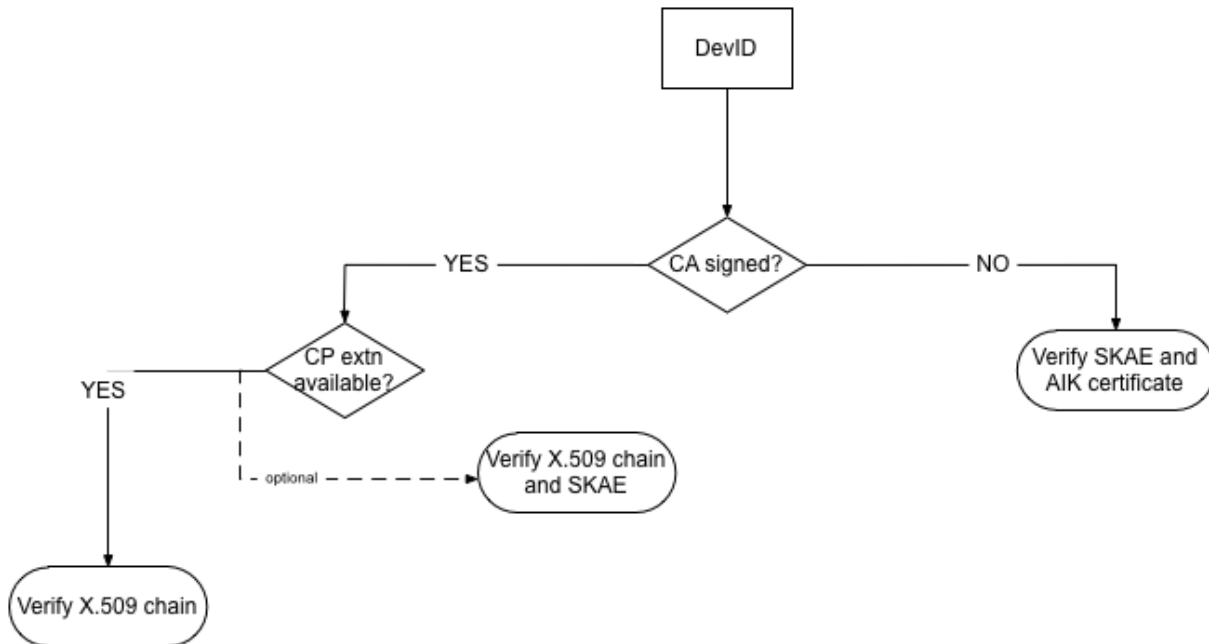 DevID
CA signed?
YES
NO
CP extn
available?
Verify SKAE and
AIK certificate
YES
optional
Verify X.509 chain
and SKAE
Verify X.509 chain